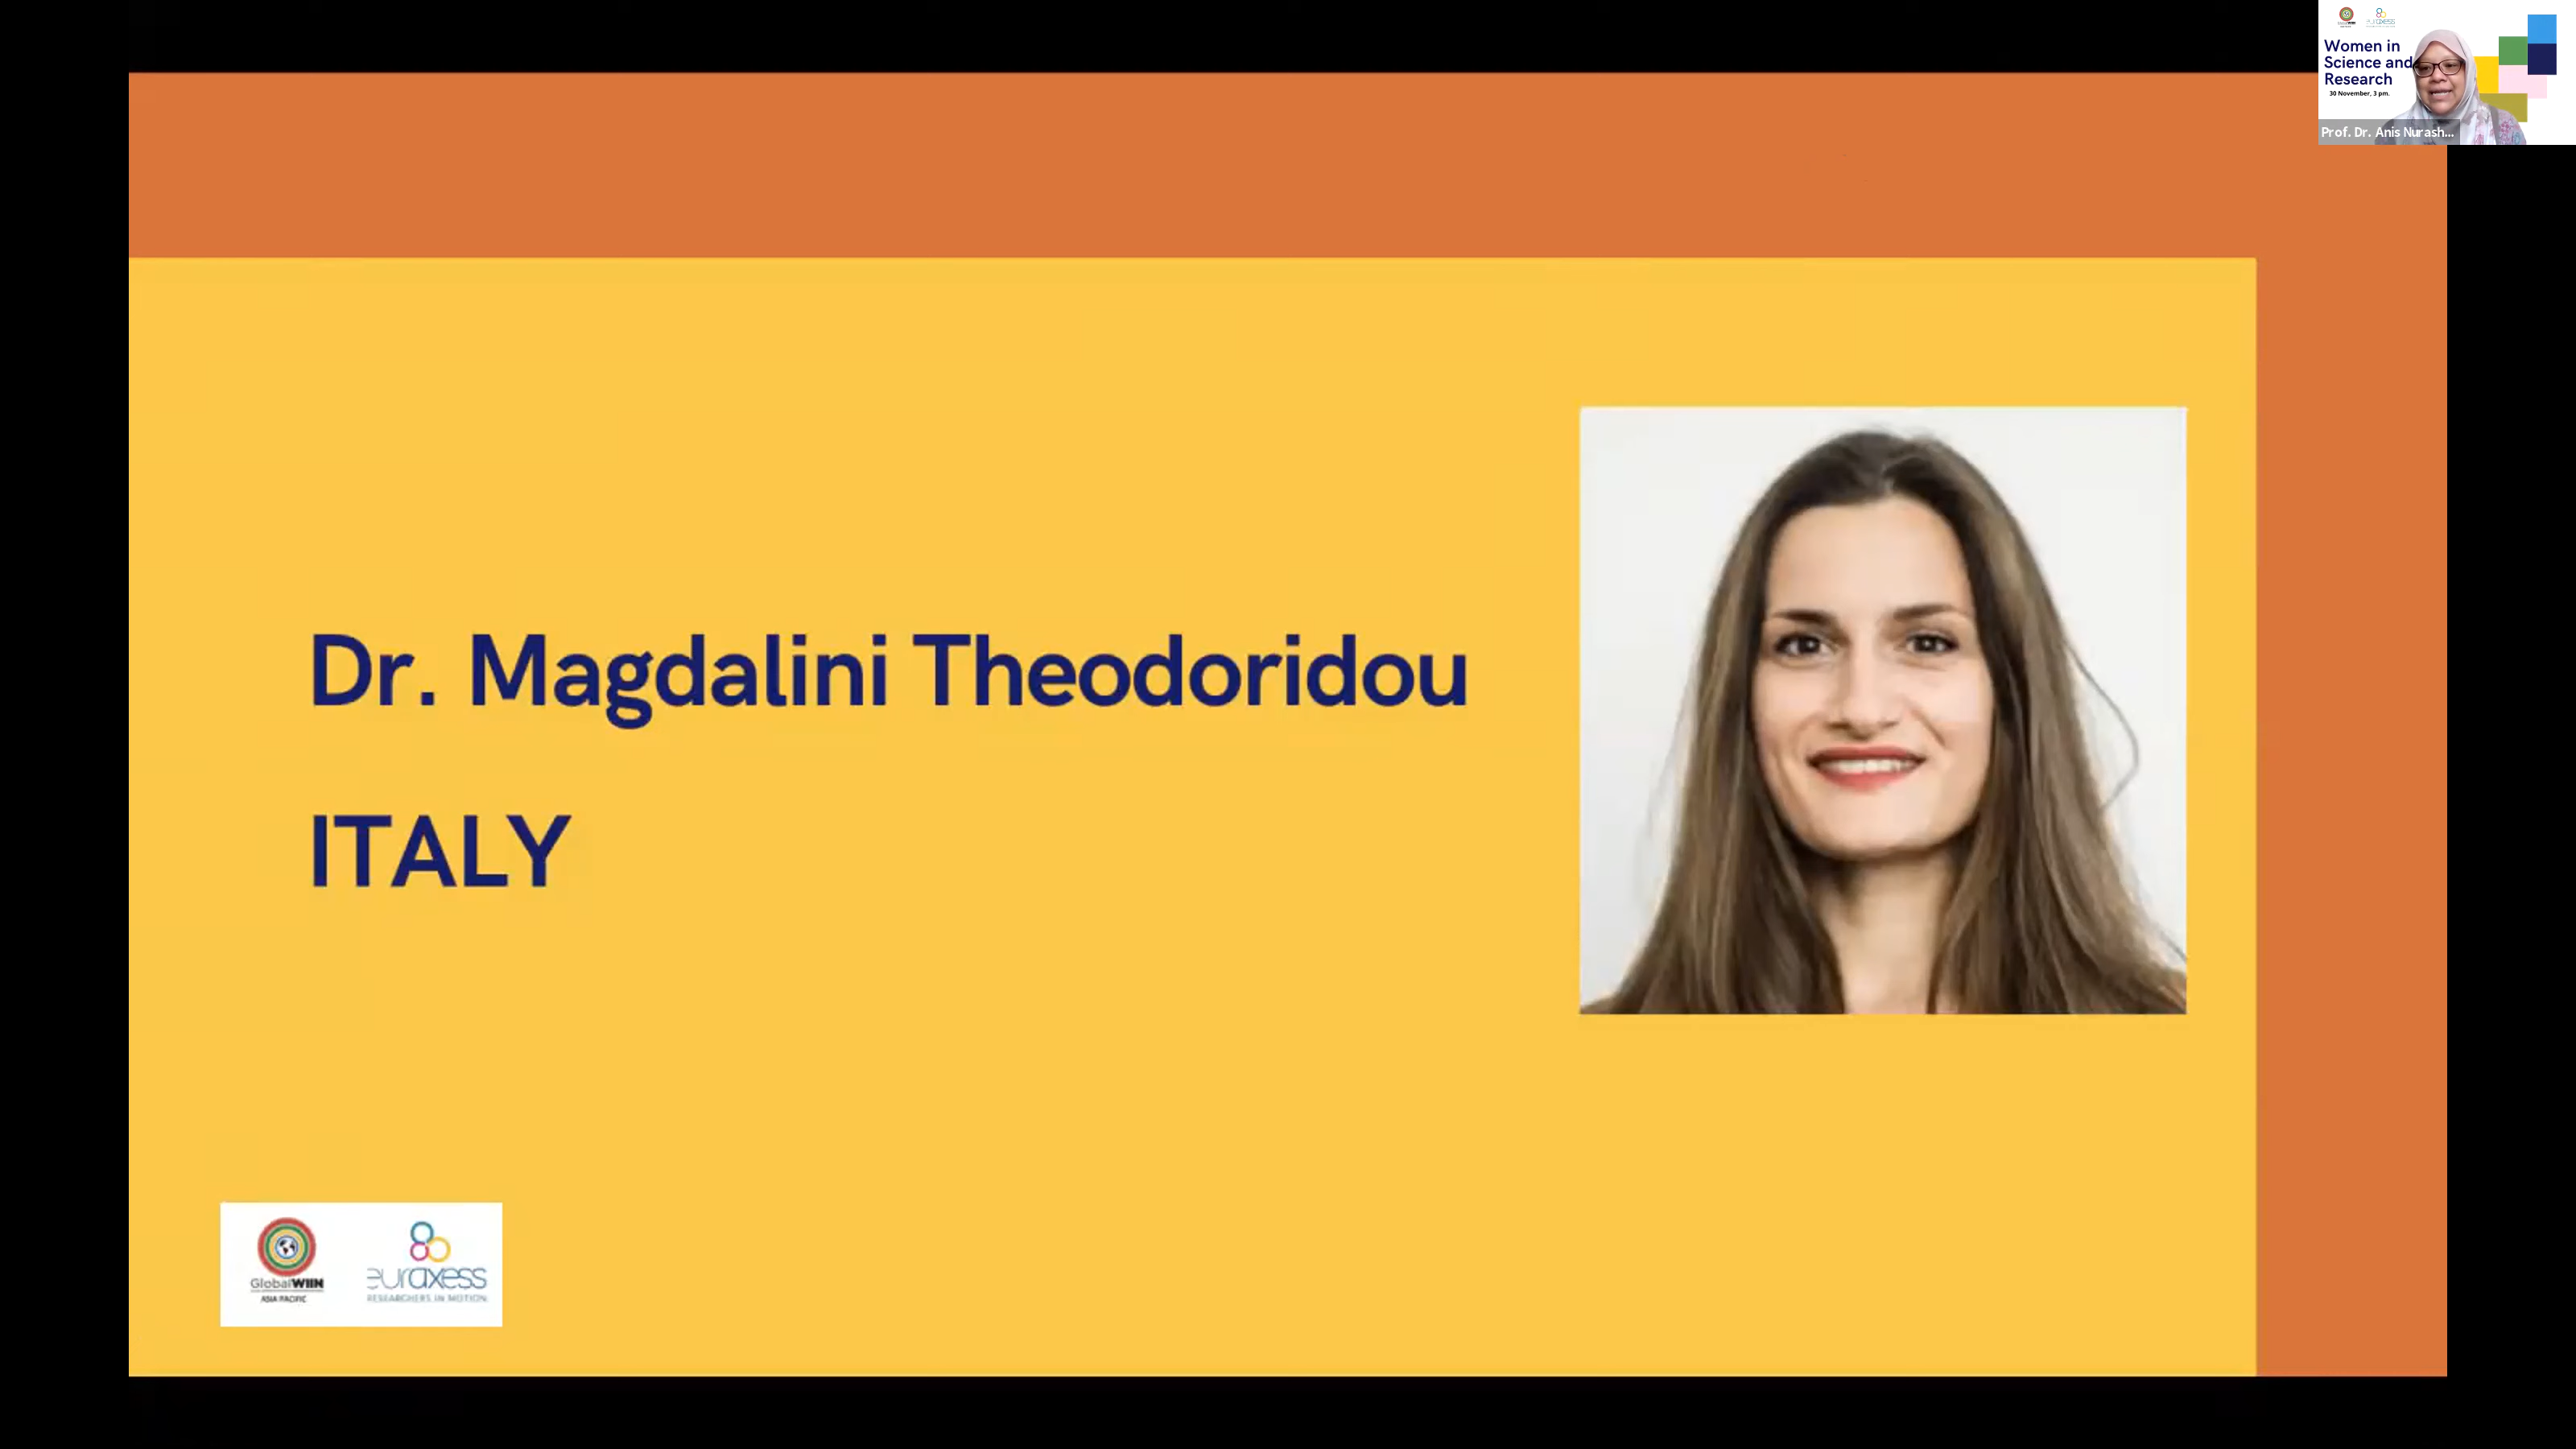 Women in
Science and
Research
30 November, 3 pm.
Prof. Dr. Anis Nurash...
Dr. Magdalini Theodoridou
ITALY
GlobalWIIN
ASIA PACIFIC
euraxess
RESEARCHERS IN MOTION